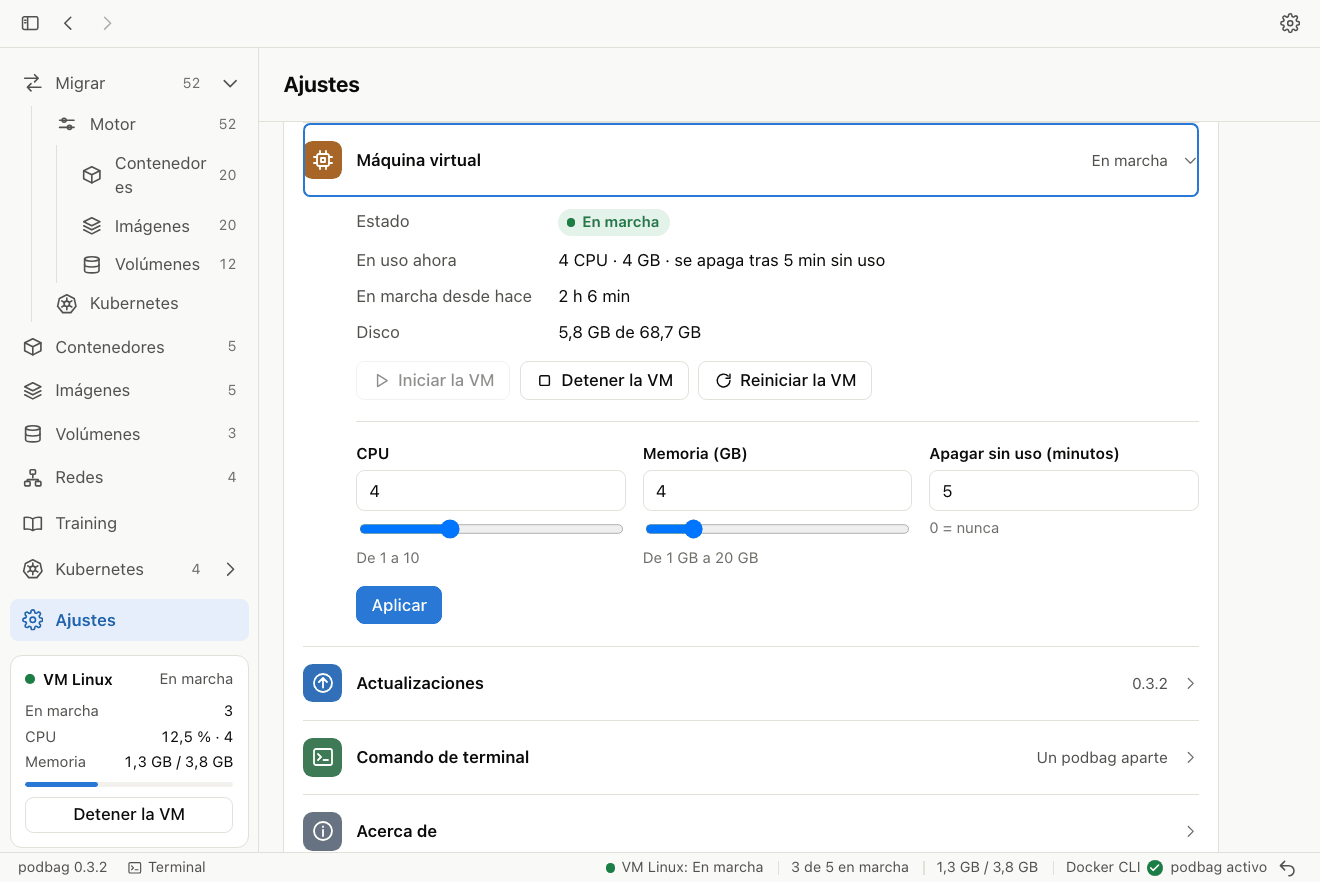 Migrar 52
Motor 52
Contenedor
es 20
Imágenes 20
Volúmenes 12
Kubernetes
Contenedores 5
Imágenes 5
Volúmenes 3
Redes 4
Training
Kubernetes 4
Ajustes
VM Linux En marcha
En marcha 3
CPU 12,5 % · 4
Memoria 1,3 GB / 3,8 GB
Detener la VM
Ajustes
Máquina virtual En marcha
Estado En marcha
En uso ahora 4 CPU · 4 GB · se apaga tras 5 min sin uso
En marcha desde hace 2 h 6 min
Disco 5,8 GB de 68,7 GB
Iniciar la VM Detener la VM Reiniciar la VM
CPU Memoria (GB) Apagar sin uso (minutos)
4 4 5
0 = nunca
De 1 a 10 De 1 GB a 20 GB
Aplicar
Actualizaciones 0.3.2
Comando de terminal Un podbag aparte
Acerca de
podbag 0.3.2 Terminal VM Linux: En marcha 3 de 5 en marcha 1,3 GB / 3,8 GB Docker CLI podbag activo